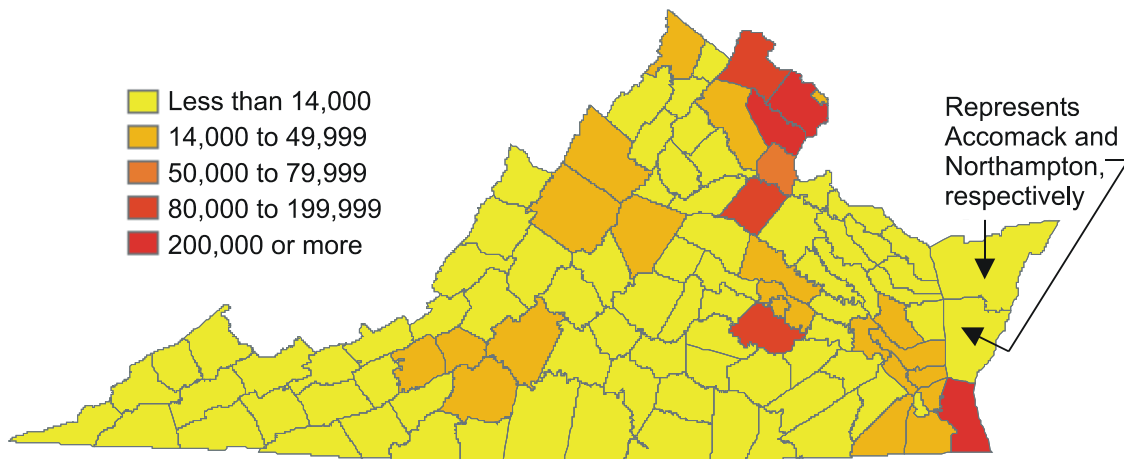 Less than 14,000
14,000 to 49,999
50,000 to 79,999
80,000 to 199,999
200,000 or more
Represents
Accomack and
Northampton,
respectively